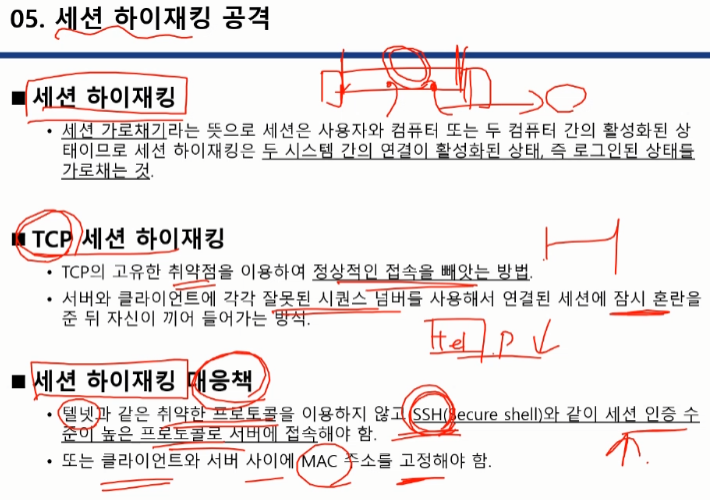 05. 세션 하이재킹 공격
■ 세션 하이재킹
• 세션 가로채기라는 뜻으로 세션은 사용자와 컴퓨터 또는 두 컴퓨터 간의 활성화된 상
태이므로 세션 하이재킹은 두 시스템 간의 연결이 활성화된 상태, 즉 로그인된 상태를
가로채는 것.
■ TCP 세션 하이재킹
• TCP의 고유한 취약점을 이용하여 정상적인 접속을 빼앗는 방법.
• 서버와 클라이언트에 각각 잘못된 시퀀스 넘버를 사용해서 연결된 세션에 잠시 혼란을
준 뒤 자신이 끼어 들어가는 방식.
Tel P
■ 세션 하이재킹 대응책
• 텔넷과 같은 취약한 프로토콜을 이용하지 않고 SSH(Secure shell)와 같이 세션 인증 수
준이 높은 프로토콜로 서버에 접속해야 함.
• 또는 클라이언트와 서버 사이에 MAC 주소를 고정해야 함.